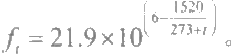 f_t = 21.9×10^(6−1520/(273+t)) 。